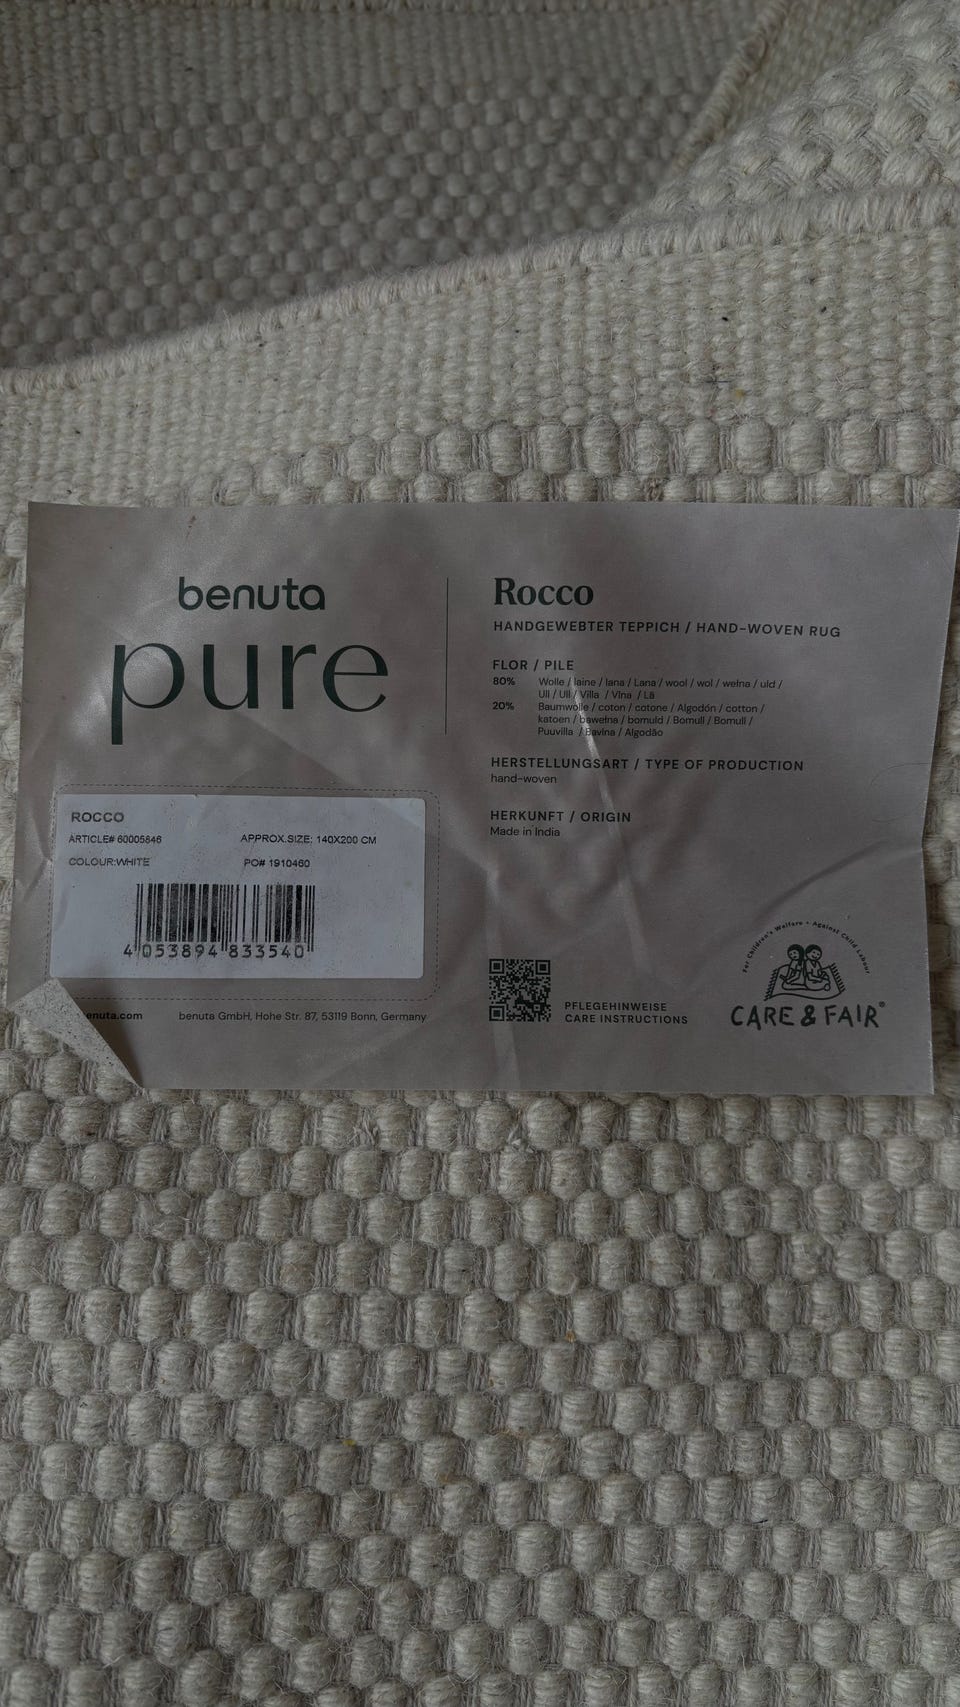 benuta
pure
ROCCO
ARTICLE# 60005846 APPROX.SIZE: 140X200 CM
COLOUR:WHITE PO# 1910460
4 053894 833540
enuta.com benuta GmbH, Hohe Str. 87, 53119 Bonn, Germany
Rocco
HANDGEWEBTER TEPPICH / HAND-WOVEN RUG
FLOR / PILE
80% Wolle / laine / lana / Lana / wool / wol / wełna / uld /
Ull / Ull / Villa / Vlna / Lã
20% Baumwolle / coton / cotone / Algodón / cotton /
katoen / bawełna / bomuld / Bomull / Bomull /
Puuvilla / Bavlna / Algodão
HERSTELLUNGSART / TYPE OF PRODUCTION
hand-woven
HERKUNFT / ORIGIN
Made in India
PFLEGEHINWEISE
CARE INSTRUCTIONS
For Children's Welfare • Against Child Labour
CARE & FAIR®